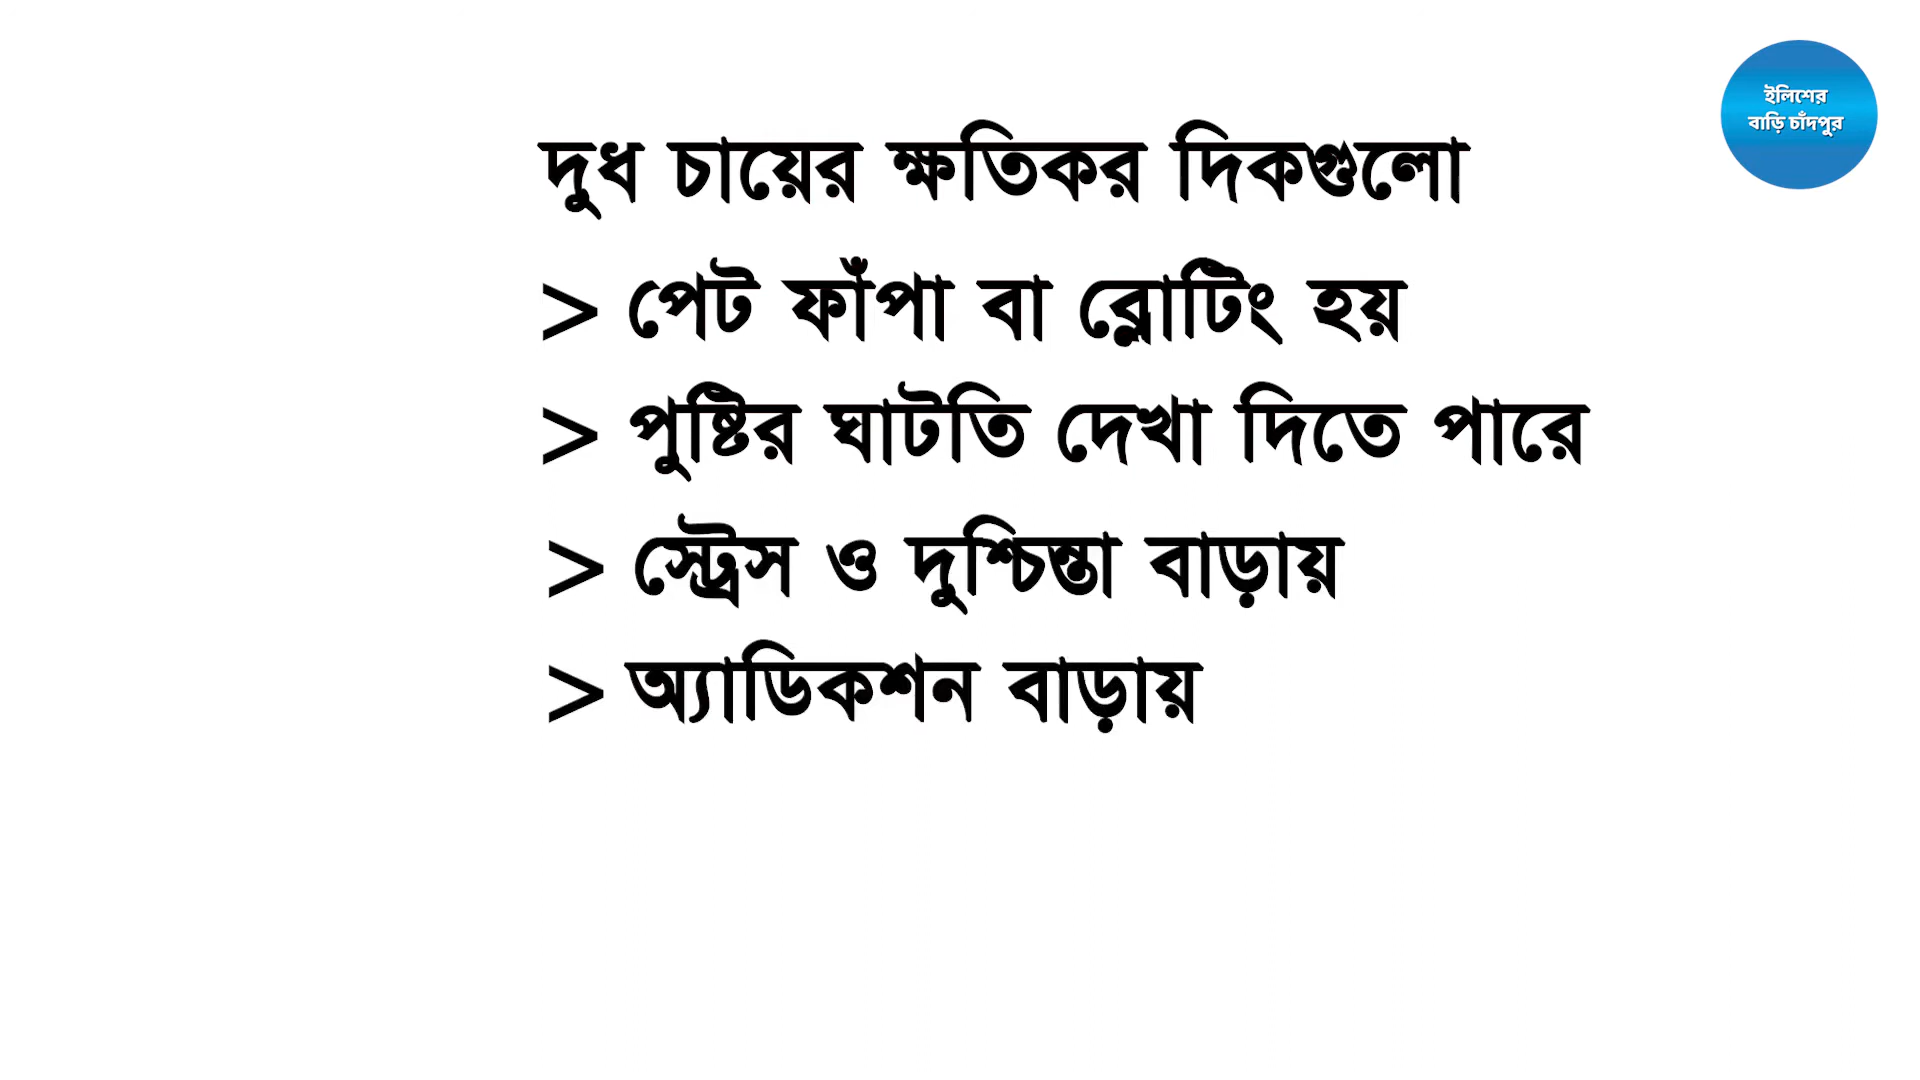 ইলিশের
বাড়ি চাঁদপুর
দুধ চায়ের ক্ষতিকর দিকগুলো
> পেট ফাঁপা বা ব্লোটিং হয়
> পুষ্টির ঘাটতি দেখা দিতে পারে
> স্ট্রেস ও দুশ্চিন্তা বাড়ায়
> অ্যাডিকশন বাড়ায়